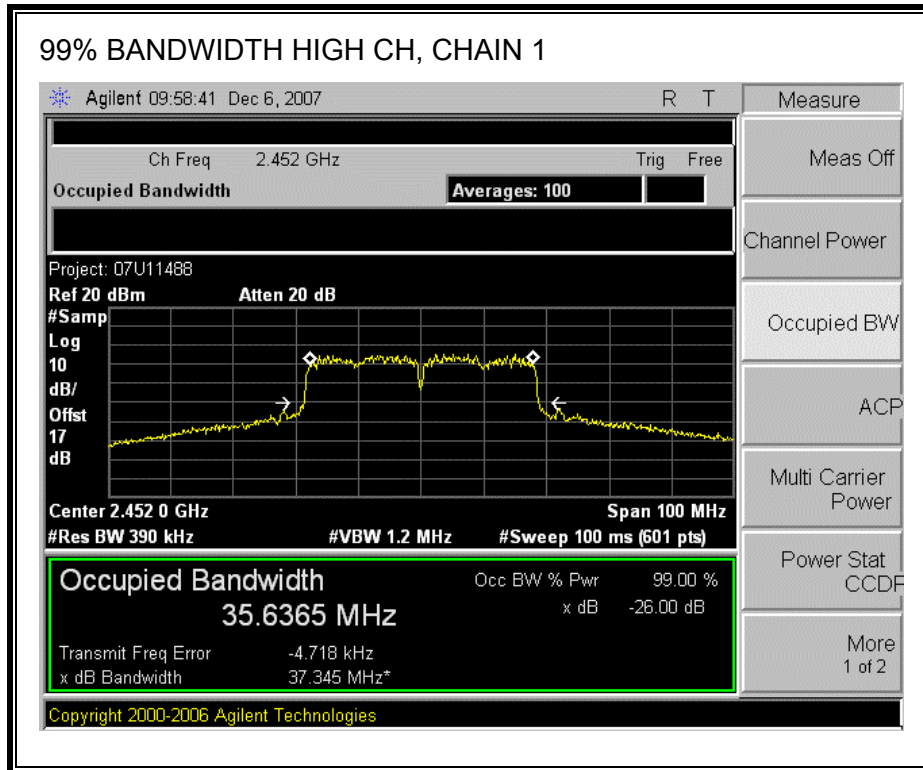 99% BANDWIDTH HIGH CH, CHAIN 1
Agilent 09:58:41 Dec 6, 2007 R T
Measure
Ch Freq 2.452 GHz Trig Free
Occupied Bandwidth Averages: 100
Meas Off
Channel Power
Occupied BW
ACP
Multi Carrier
Power
Power Stat
CCDF
More
1 of 2
Project: 07U11488
Ref 20 dBm Atten 20 dB
#Samp
Log
10
dB/
Offst
17
dB
Center 2.452 0 GHz Span 100 MHz
#Res BW 390 kHz #VBW 1.2 MHz #Sweep 100 ms (601 pts)
Occupied Bandwidth Occ BW % Pwr 99.00 %
35.6365 MHz x dB -26.00 dB
Transmit Freq Error -4.718 kHz
x dB Bandwidth 37.345 MHz*
Copyright 2000-2006 Agilent Technologies